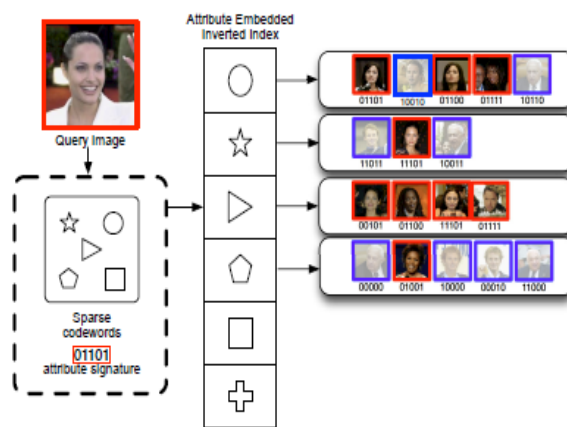 Attribute Embedded
Inverted Index
Query Image
01101 10010 01100 01111 10110
11011 11101 10011
00101 01100 11101 01111
00000 01001 10000 00010 11000
Sparse
codewords
01101
attribute signature